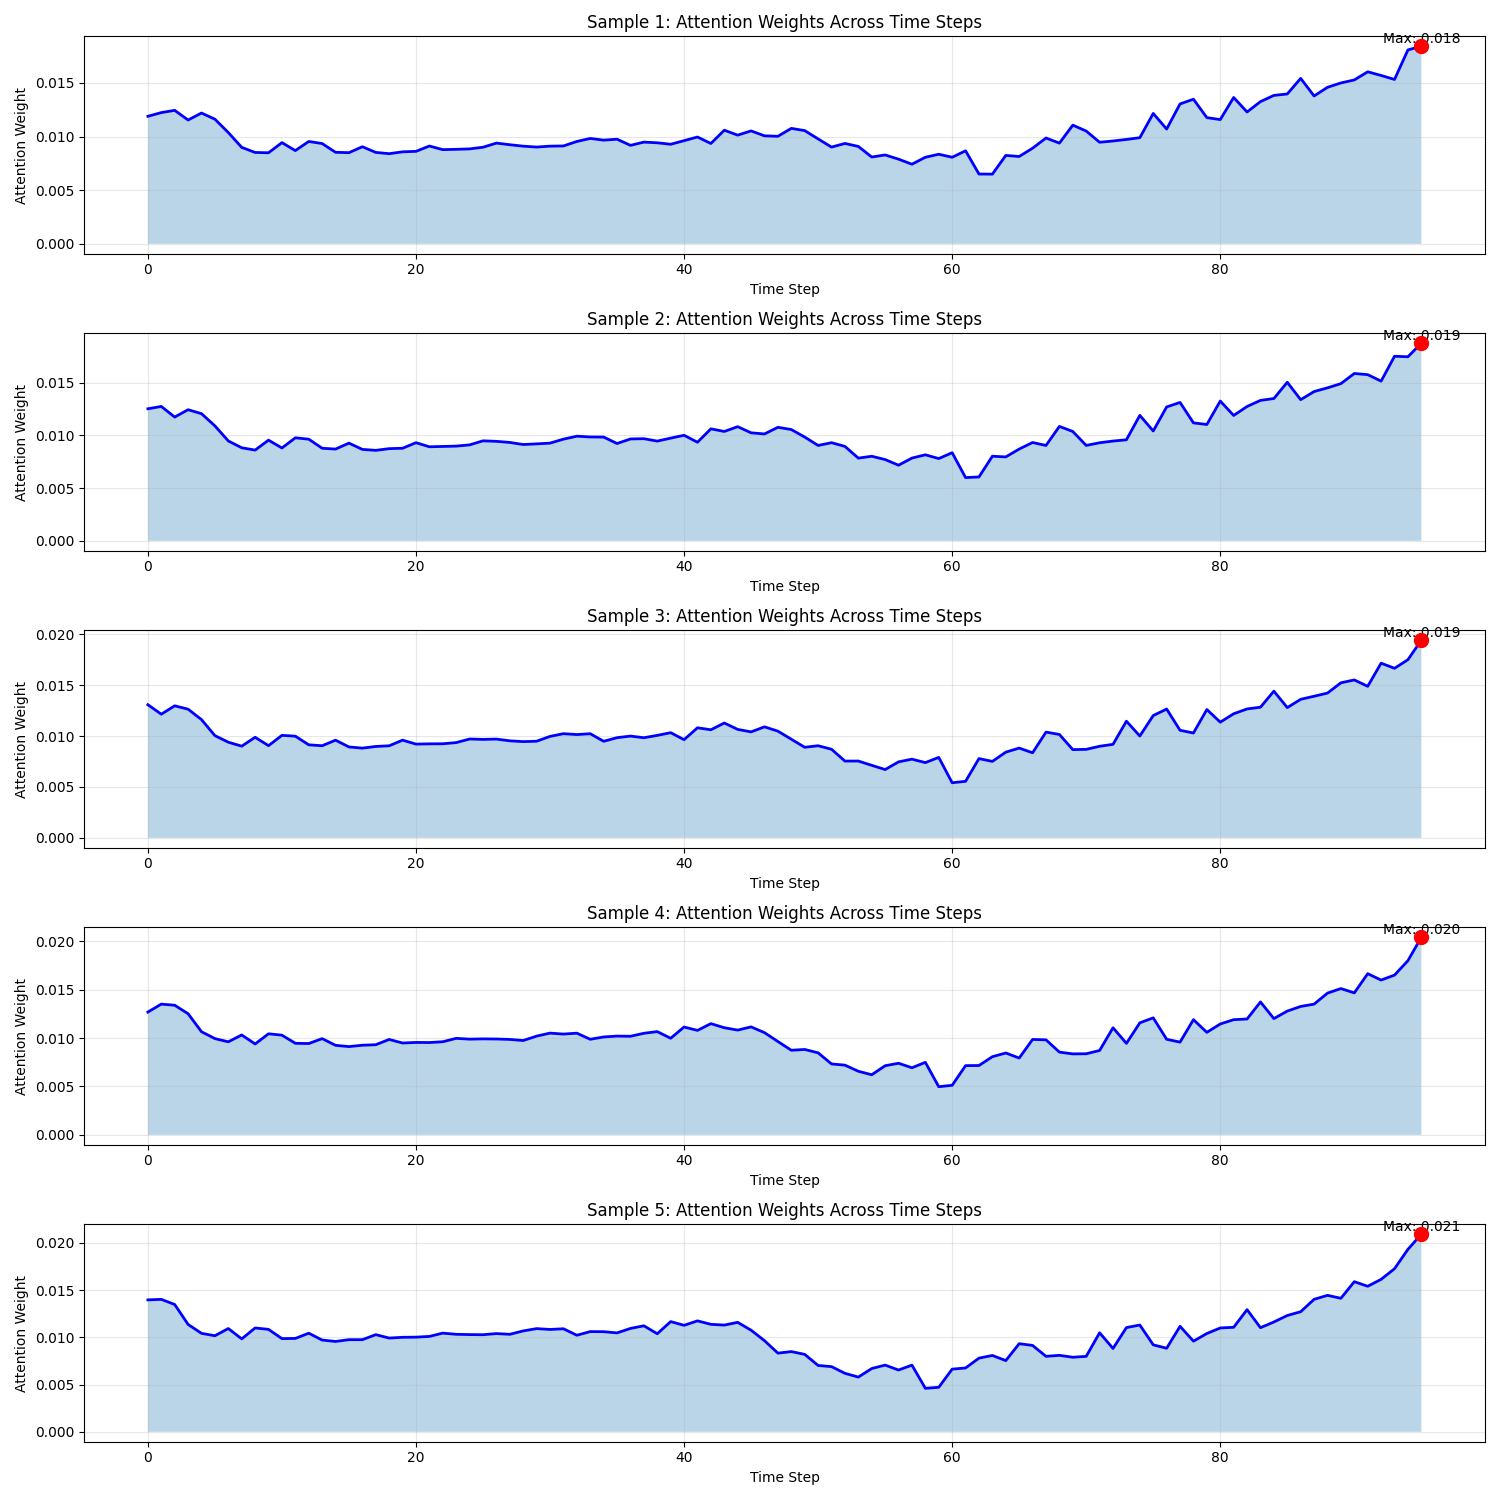 Sample 1: Attention Weights Across Time Steps
Max: 0.018
0.015
0.010
0.005
0.000
Attention Weight
0 20 40 60 80
Time Step
Sample 2: Attention Weights Across Time Steps
Max: 0.019
0.015
0.010
0.005
0.000
Attention Weight
0 20 40 60 80
Time Step
Sample 3: Attention Weights Across Time Steps
Max: 0.019
0.020
0.015
0.010
0.005
0.000
Attention Weight
0 20 40 60 80
Time Step
Sample 4: Attention Weights Across Time Steps
Max: 0.020
0.020
0.015
0.010
0.005
0.000
Attention Weight
0 20 40 60 80
Time Step
Sample 5: Attention Weights Across Time Steps
Max: 0.021
0.020
0.015
0.010
0.005
0.000
Attention Weight
0 20 40 60 80
Time Step